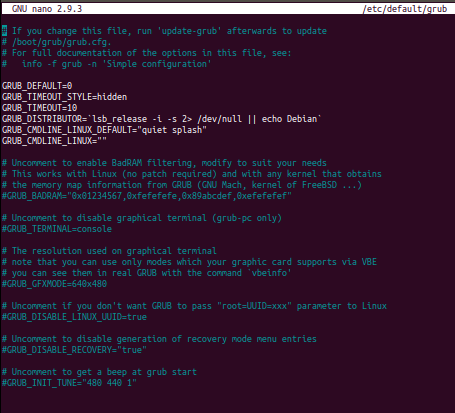 GNU nano 2.9.3 /etc/default/grub
# If you change this file, run 'update-grub' afterwards to update
# /boot/grub/grub.cfg.
# For full documentation of the options in this file, see:
#   info -f grub -n 'Simple configuration'
GRUB_DEFAULT=0
GRUB_TIMEOUT_STYLE=hidden
GRUB_TIMEOUT=10
GRUB_DISTRIBUTOR=`lsb_release -i -s 2> /dev/null || echo Debian`
GRUB_CMDLINE_LINUX_DEFAULT="quiet splash"
GRUB_CMDLINE_LINUX=""
# Uncomment to enable BadRAM filtering, modify to suit your needs
# This works with Linux (no patch required) and with any kernel that obtains
# the memory map information from GRUB (GNU Mach, kernel of FreeBSD ...)
#GRUB_BADRAM="0x01234567,0xfefefefe,0x89abcdef,0xefefefef"
# Uncomment to disable graphical terminal (grub-pc only)
#GRUB_TERMINAL=console
# The resolution used on graphical terminal
# note that you can use only modes which your graphic card supports via VBE
# you can see them in real GRUB with the command `vbeinfo'
#GRUB_GFXMODE=640x480
# Uncomment if you don't want GRUB to pass "root=UUID=xxx" parameter to Linux
#GRUB_DISABLE_LINUX_UUID=true
# Uncomment to disable generation of recovery mode menu entries
#GRUB_DISABLE_RECOVERY="true"
# Uncomment to get a beep at grub start
#GRUB_INIT_TUNE="480 440 1"